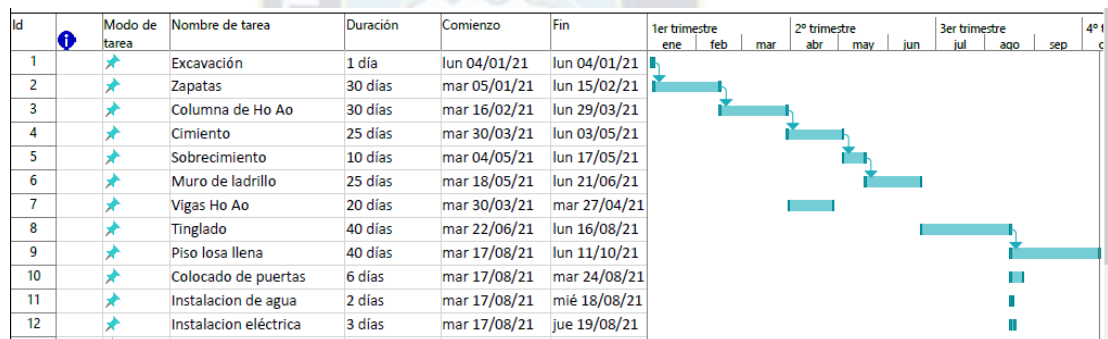 Id Modo de tarea Nombre de tarea Duración Comienzo Fin
1er trimestre 2º trimestre 3er trimestre 4º
ene feb mar abr may jun jul ago sep
1 Excavación 1 día lun 04/01/21 lun 04/01/21
2 Zapatas 30 días mar 05/01/21 lun 15/02/21
3 Columna de Ho Ao 30 días mar 16/02/21 lun 29/03/21
4 Cimiento 25 días mar 30/03/21 lun 03/05/21
5 Sobrecimiento 10 días mar 04/05/21 lun 17/05/21
6 Muro de ladrillo 25 días mar 18/05/21 lun 21/06/21
7 Vigas Ho Ao 20 días mar 30/03/21 mar 27/04/21
8 Tinglado 40 días mar 22/06/21 lun 16/08/21
9 Piso losa llena 40 días mar 17/08/21 lun 11/10/21
10 Colocado de puertas 6 días mar 17/08/21 mar 24/08/21
11 Instalacion de agua 2 días mar 17/08/21 mié 18/08/21
12 Instalacion eléctrica 3 días mar 17/08/21 jue 19/08/21